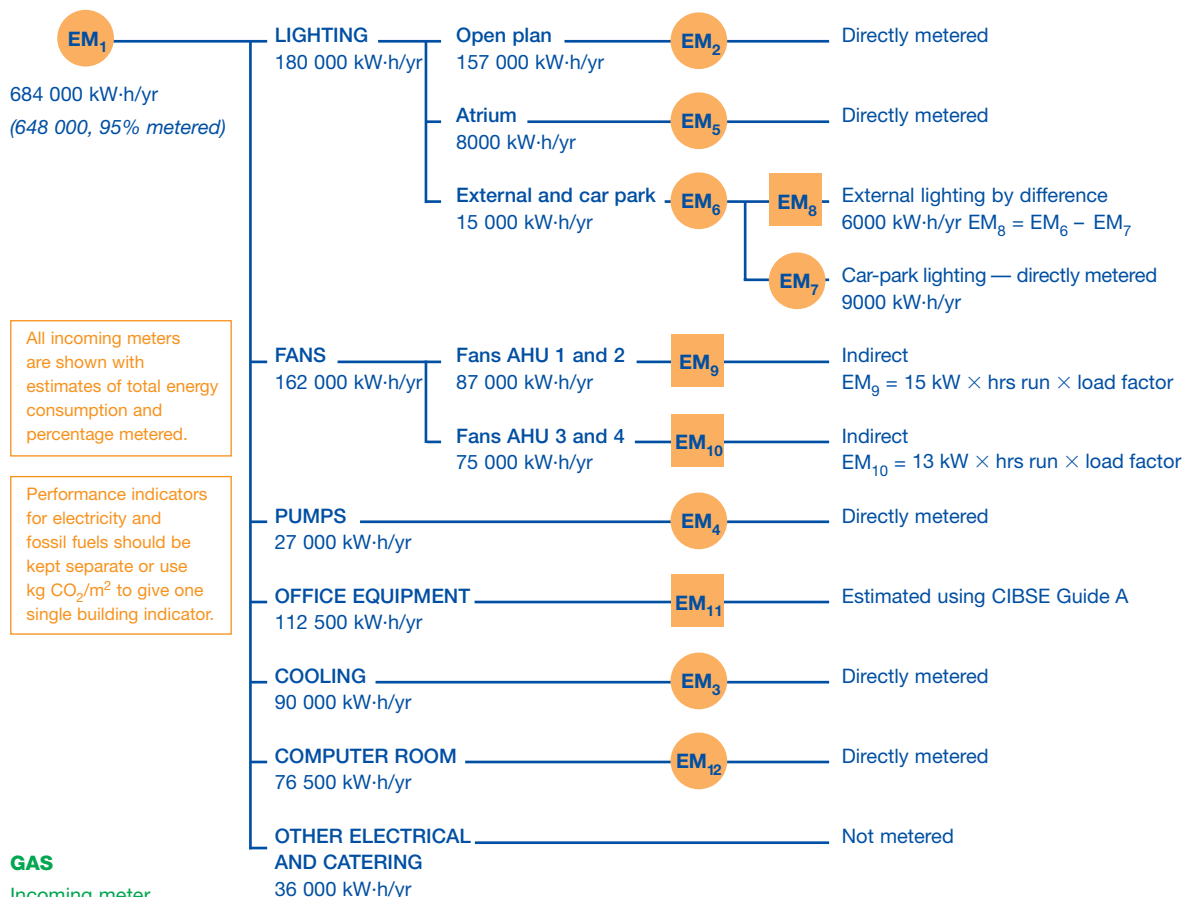 EM₁
684 000 kW·h/yr
(648 000, 95% metered)
LIGHTING
180 000 kW·h/yr
Open plan
157 000 kW·h/yr
EM₂
Directly metered
Atrium
8000 kW·h/yr
EM₅
Directly metered
External and car park
15 000 kW·h/yr
EM₆
EM₈
External lighting by difference
6000 kW·h/yr EM₈ = EM₆ – EM₇
EM₇
Car-park lighting — directly metered
9000 kW·h/yr
All incoming meters
are shown with
estimates of total energy
consumption and
percentage metered.
FANS
162 000 kW·h/yr
Fans AHU 1 and 2
87 000 kW·h/yr
EM₉
Indirect
EM₉ = 15 kW × hrs run × load factor
Fans AHU 3 and 4
75 000 kW·h/yr
EM₁₀
Indirect
EM₁₀ = 13 kW × hrs run × load factor
Performance indicators
for electricity and
fossil fuels should be
kept separate or use
kg CO₂/m² to give one
single building indicator.
PUMPS
27 000 kW·h/yr
EM₄
Directly metered
OFFICE EQUIPMENT
112 500 kW·h/yr
EM₁₁
Estimated using CIBSE Guide A
COOLING
90 000 kW·h/yr
EM₃
Directly metered
COMPUTER ROOM
76 500 kW·h/yr
EM₁₂
Directly metered
OTHER ELECTRICAL
AND CATERING
36 000 kW·h/yr
Not metered
GAS
Incoming meter